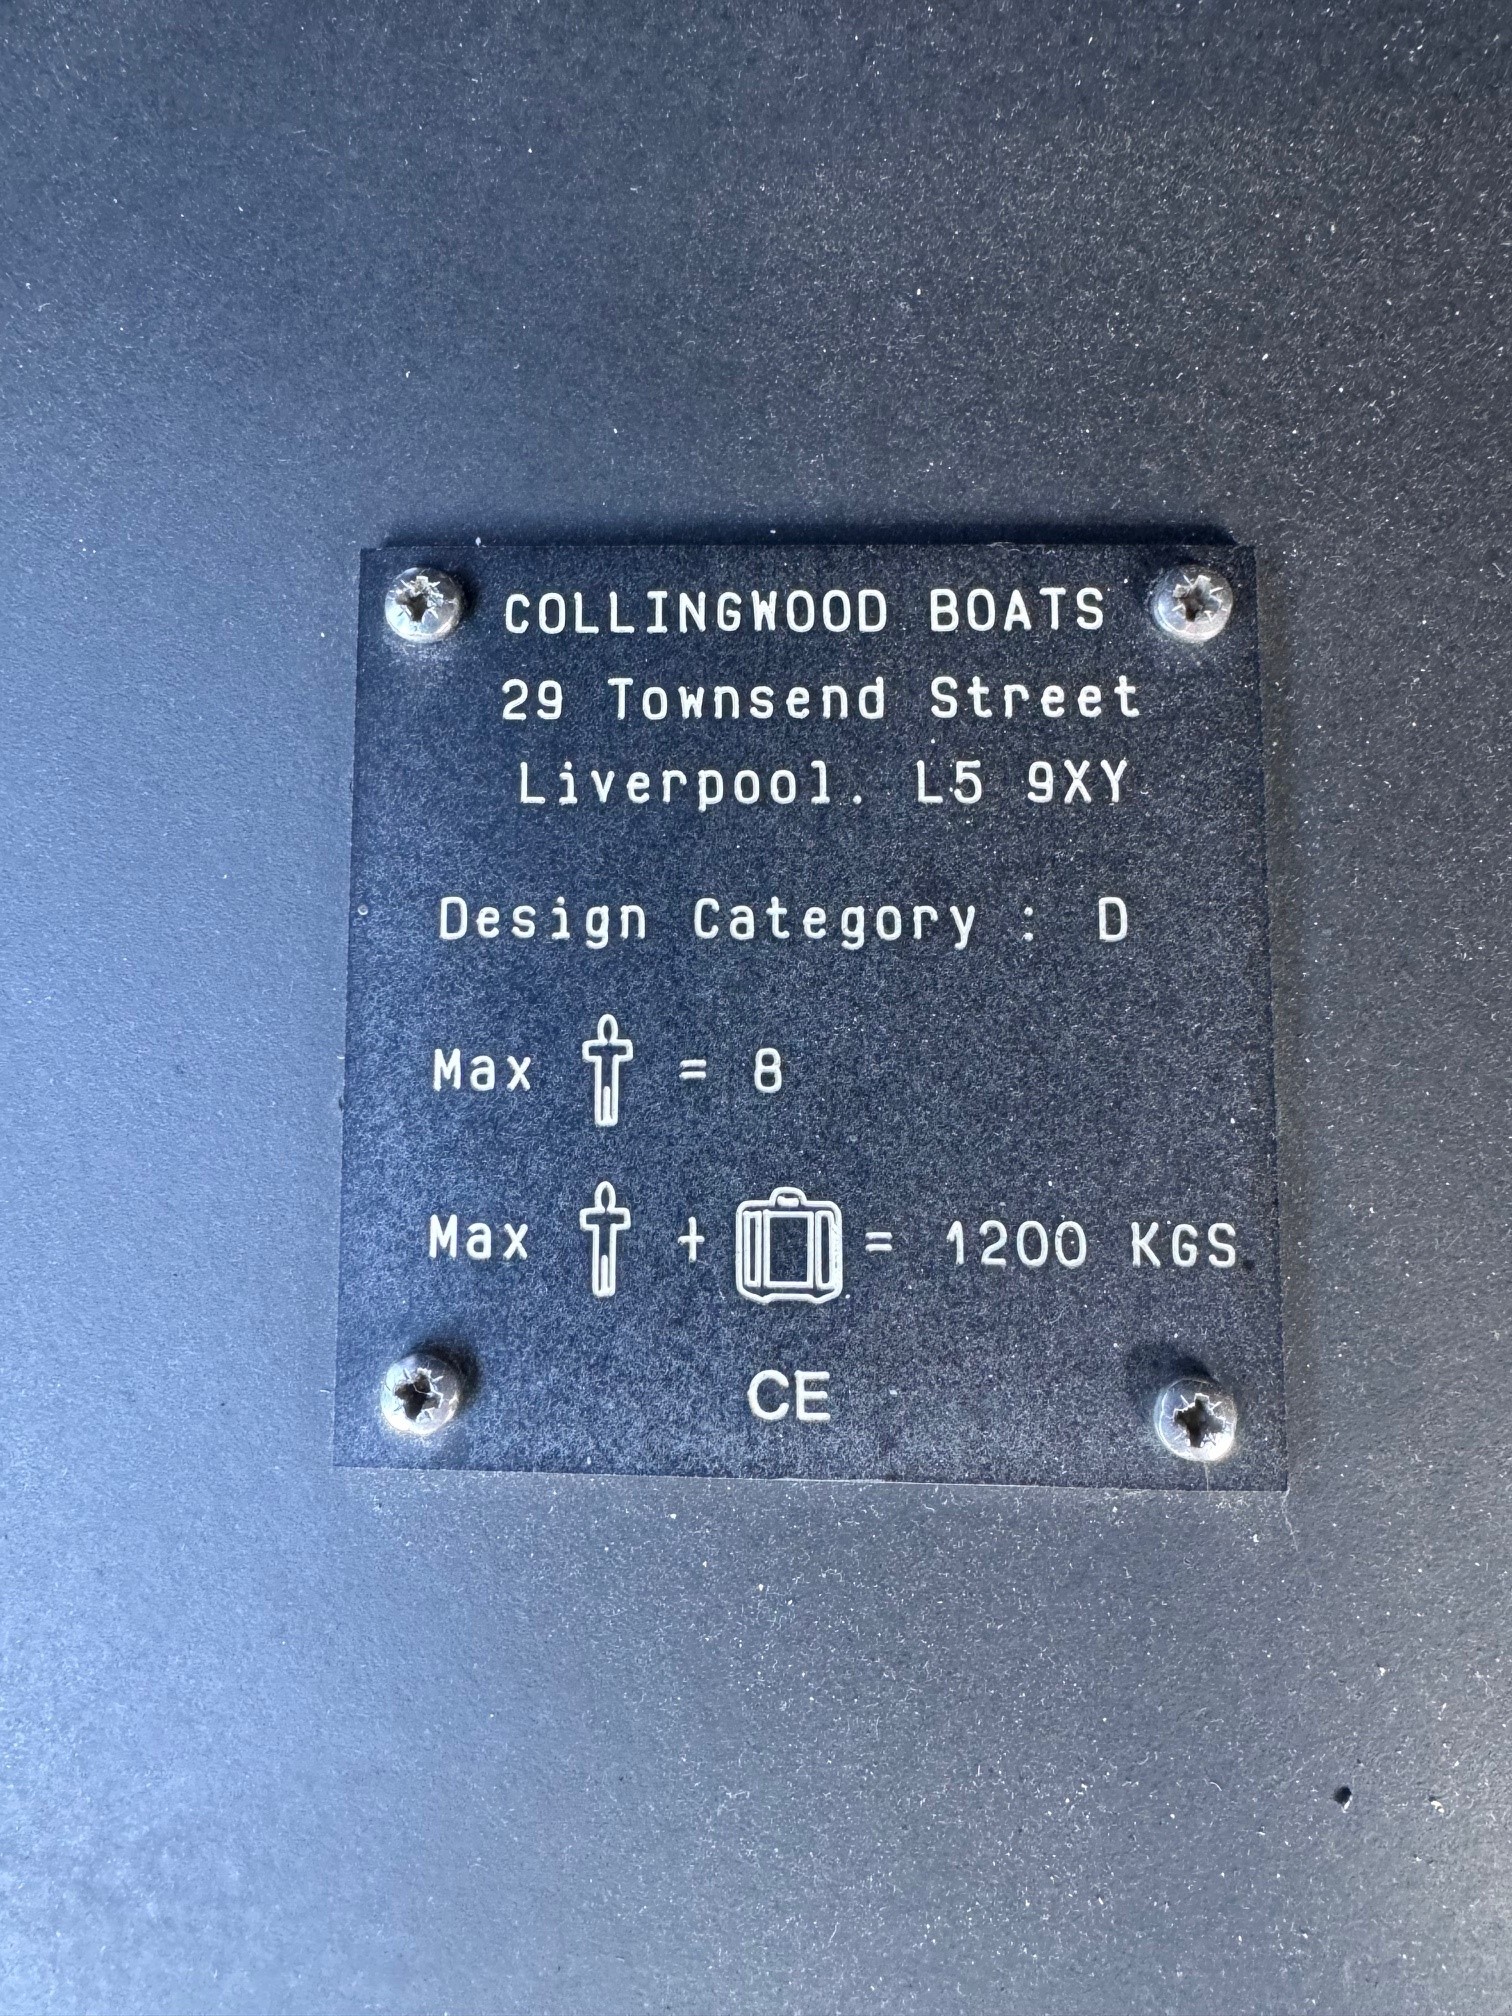 COLLINGWOOD BOATS
29 Townsend Street
Liverpool. L5 9XY
Design Category : D
Max = 8
Max + = 1200 KGS
CE